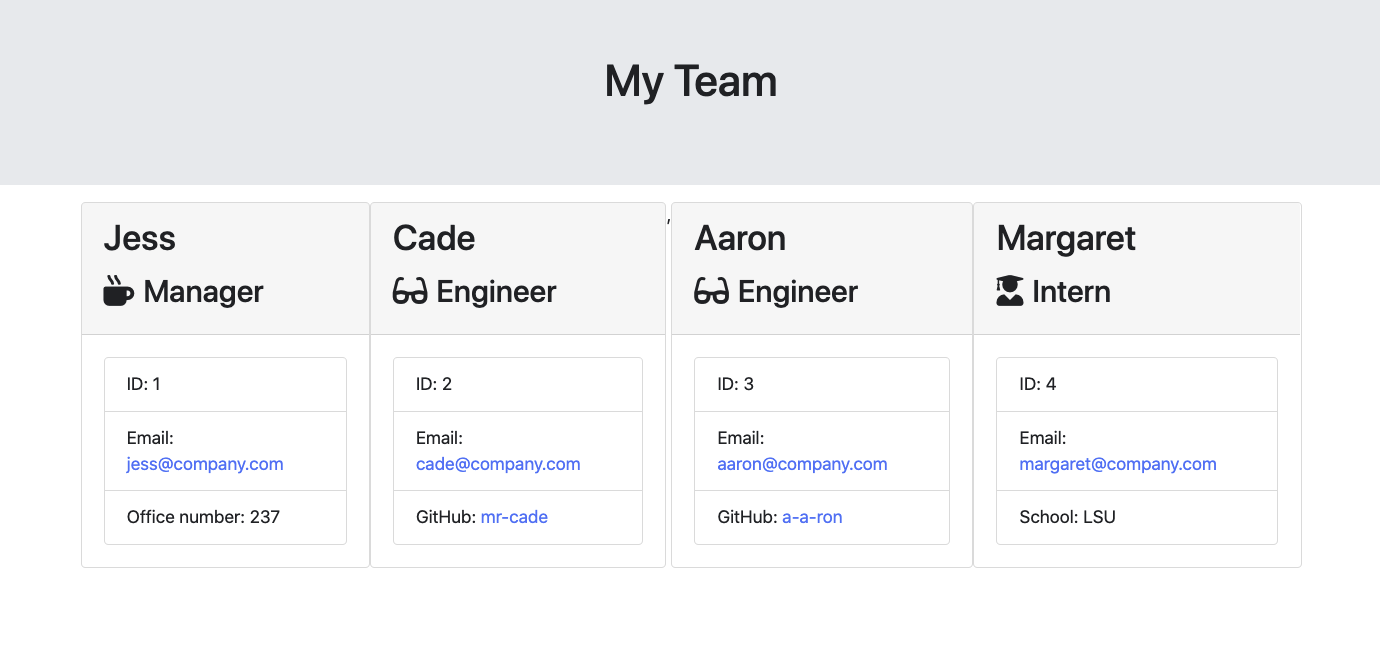 My Team
Jess
Manager
ID: 1
Email:
jess@company.com
Office number: 237
Cade
Engineer
ID: 2
Email:
cade@company.com
GitHub: mr-cade
,
Aaron
Engineer
ID: 3
Email:
aaron@company.com
GitHub: a-a-ron
Margaret
Intern
ID: 4
Email:
margaret@company.com
School: LSU